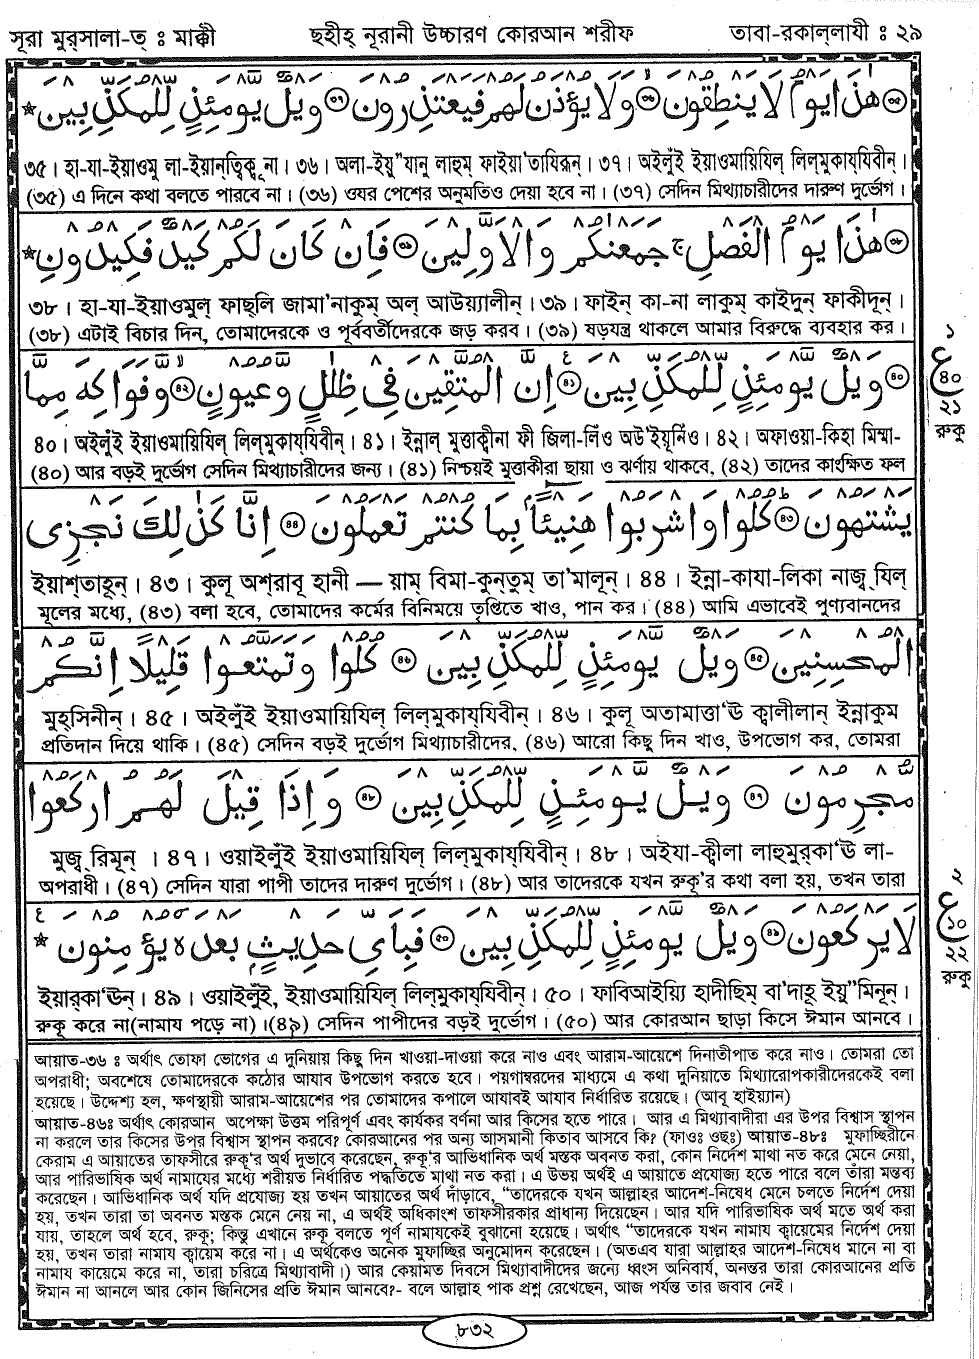 সূরা মুরসালা-ত্ : মাক্কী ছহীহ্ নূরানী উচ্চারণ কোরআন শরীফ তাবা-রকাল্লাযী : ২৯
৩৫ هٰذَا يَوْمُ لَا يَنْطِقُوْنَ ৩৬ وَلَا يُؤْذَنُ لَهُمْ فَيَعْتَذِرُوْنَ ৩৭ وَيْلٌ يَّوْمَئِذٍ لِّلْمُكَذِّبِيْنَ
৩৫। হা-যা-ইয়াওমু লা-ইয়ানত্বিকূনা। ৩৬। অলা-ইয়ু"যানু লাহুম্ ফাইয়া'তাযিরূন্। ৩৭। অইলুঁই ইয়াওমায়িযিল্ লিল্মুকায্যিবীন্।
(৩৫) এ দিনে কথা বলতে পারবে না। (৩৬) ওযর পেশের অনুমতিও দেয়া হবে না। (৩৭) সেদিন মিথ্যাচারীদের দারুণ দুর্ভোগ।
৩৮ هٰذَا يَوْمُ الْفَصْلِ ج جَمَعْنٰكُمْ وَالْاَوَّلِيْنَ ৩৯ فَاِنْ كَانَ لَكُمْ كَيْدٌ فَكِيْدُوْنِ
৩৮। হা-যা-ইয়াওমুল্ ফাছ্লি জামা'নাকুম্ অল্ আউয়্যালীন্। ৩৯। ফাইন্ কা-না লাকুম্ কাইদুন্ ফাকীদূন্।
(৩৮) এটাই বিচার দিন, তোমাদেরকে ও পূর্ববর্তীদেরকে জড় করব। (৩৯) ষড়যন্ত্র থাকলে আমার বিরুদ্ধে ব্যবহার কর।
১
ع
৪০
২১
রুকু
৪০ وَيْلٌ يَّوْمَئِذٍ لِّلْمُكَذِّبِيْنَ ৪১ اِنَّ الْمُتَّقِيْنَ فِيْ ظِلٰلٍ وَّعُيُوْنٍ ৪২ وَّفَوَاكِهَ مِمَّا
৪০। অইলুঁই ইয়াওমায়িযিল্ লিল্মুকায্যিবীন্। ৪১। ইন্নাল্ মুত্তাক্বীনা ফী জিলা-লিঁও অউ'ইয়ূনিঁও। ৪২। অফাওয়া-কিহা মিম্মা-
(৪০) আর বড়ই দুর্ভোগ সেদিন মিথ্যাচারীদের জন্য। (৪১) নিশ্চয়ই মুত্তাকীরা ছায়া ও ঝর্ণায় থাকবে, (৪২) তাদের কাংক্ষিত ফল
يَشْتَهُوْنَ ৪৩ كُلُوْا وَاشْرَبُوْا هَنِيْٓئًا بِمَا كُنْتُمْ تَعْمَلُوْنَ ৪৪ اِنَّا كَذٰلِكَ نَجْزِى
ইয়াশ্তাহূন্। ৪৩। কুলূ অশ্রাবূ হানী — য়াম্ বিমা-কুন্তুম্ তা'মালূন্। ৪৪। ইন্না-কাযা-লিকা নাজ্ব্ যিল্
মূলের মধ্যে, (৪৩) বলা হবে, তোমাদের কর্মের বিনিময়ে তৃপ্তিতে খাও, পান কর। (৪৪) আমি এভাবেই পুণ্যবানদের
الْمُحْسِنِيْنَ ৪৫ وَيْلٌ يَّوْمَئِذٍ لِّلْمُكَذِّبِيْنَ ৪৬ كُلُوْا وَتَمَتَّعُوْا قَلِيْلًا اِنَّكُمْ
মুহ্সিনীন্। ৪৫। অইলুঁই ইয়াওমায়িযিল্ লিল্মুকায্যিবীন্। ৪৬। কুলূ অতামাত্তা'ঊ ক্বালীলান্ ইন্নাকুম
প্রতিদান দিয়ে থাকি। (৪৫) সেদিন বড়ই দুর্ভোগ মিথ্যাচারীদের, (৪৬) আরো কিছু দিন খাও, উপভোগ কর, তোমরা
مُّجْرِمُوْنَ ৪৭ وَيْلٌ يَّوْمَئِذٍ لِّلْمُكَذِّبِيْنَ ৪৮ وَاِذَا قِيْلَ لَهُمُ ارْكَعُوْا
মুজ্ব্ রিমূন্ । ৪৭। ওয়াইলুঁই ইয়াওমায়িযিল্ লিল্মুকায্যিবীন্। ৪৮। অইযা-ক্বীলা লাহুমুর্কা'ঊ লা-
অপরাধী। (৪৭) সেদিন যারা পাপী তাদের দারুণ দুর্ভোগ। (৪৮) আর তাদেরকে যখন রুকূ'র কথা বলা হয়, তখন তারা
২
ع
১০
২২
রুকু
لَا يَرْكَعُوْنَ ৪৯ وَيْلٌ يَّوْمَئِذٍ لِّلْمُكَذِّبِيْنَ ৫০ فَبِاَىِّ حَدِيْثٍۭ بَعْدَهٗ يُؤْمِنُوْنَ
ইয়ার্কা'ঊন্। ৪৯। ওয়াইলুঁই, ইয়াওমায়িযিল্ লিল্মুকায্যিবীন্। ৫০। ফাবিআইয়্যি হাদীছিম্ বা'দাহূ ইয়ু"মিনূন্।
রুকূ করে না(নামায পড়ে না)।(৪৯) সেদিন পাপীদের বড়ই দুর্ভোগ। (৫০) আর কোরআন ছাড়া কিসে ঈমান আনবে।
আয়াত-৩৬ : অর্থাৎ তোফা ভোগের এ দুনিয়ায় কিছু দিন খাওয়া-দাওয়া করে নাও এবং আরাম-আয়েশে দিনাতীপাত করে নাও। তোমরা তো
অপরাধী; অবশেষে তোমাদেরকে কঠোর আযাব উপভোগ করতে হবে। পয়গাম্বরদের মাধ্যমে এ কথা দুনিয়াতে মিথ্যারোপকারীদেরকেই বলা
হয়েছে। উদ্দেশ্য হল, ক্ষণস্থায়ী আরাম-আয়েশের পর তোমাদের কপালে আযাবই আযাব নির্ধারিত রয়েছে। (আবূ হাইয়্যান)
আয়াত-৪৬ঃ অর্থাৎ কোরআন অপেক্ষা উত্তম পরিপূর্ণ এবং কার্যকর বর্ণনা আর কিসের হতে পারে। আর এ মিথ্যাবাদীরা এর উপর বিশ্বাস স্থাপন
না করলে তার কিসের উপর বিশ্বাস স্থাপন করবে? কোরআনের পর অন্য আসমানী কিতাব আসবে কি? (ফাওঃ ওছঃ) আয়াত-৪৮ঃ মুফাচ্ছিরীনে
কেরাম এ আয়াতের তাফসীরে রুকূ'র অর্থ দুভাবে করেছেন, রুকূ'র আভিধানিক অর্থ মস্তক অবনত করা, কোন নির্দেশ মাথা নত করে মেনে নেয়া,
আর পারিভাষিক অর্থ নামাযের মধ্যে শরীয়ত নির্ধারিত পদ্ধতিতে মাথা নত করা। এ উভয় অর্থই এ আয়াতে প্রযোজ্য হতে পারে বলে তাঁরা মন্তব্য
করেছেন। আভিধানিক অর্থ যদি প্রযোজ্য হয় তখন আয়াতের অর্থ দাঁড়াবে, "তাদেরকে যখন আল্লাহর আদেশ-নিষেধ মেনে চলতে নির্দেশ দেয়া
হয়, তখন তারা তা অবনত মস্তক মেনে নেয় না, এ অর্থই অধিকাংশ তাফসীরকার প্রাধান্য দিয়েছেন। আর যদি পারিভাষিক অর্থ মতে অর্থ করা
যায়, তাহলে অর্থ হবে, রুকূ; কিন্তু এখানে রুকূ বলতে পূর্ণ নামাযকেই বুঝানো হয়েছে। অর্থাৎ "তাদেরকে যখন নামায ক্বায়েমের নির্দেশ দেয়া
হয়, তখন তারা নামায ক্বায়েম করে না। এ অর্থকেও অনেক মুফাচ্ছির অনুমোদন করেছেন। (অতএব যারা আল্লাহর আদেশ-নিষেধ মানে না বা
নামায কায়েমে করে না, তারা চরিত্রে মিথ্যাবাদী।) আর কেয়ামত দিবসে মিথ্যাবাদীদের জন্যে ধ্বংস অনিবার্য, অনন্তর তারা কোরআনের প্রতি
ঈমান না আনলে আর কোন জিনিসের প্রতি ঈমান আনবে?- বলে আল্লাহ পাক প্রশ্ন রেখেছেন, আজ পর্যন্ত তার জবাব নেই।
৮৩২